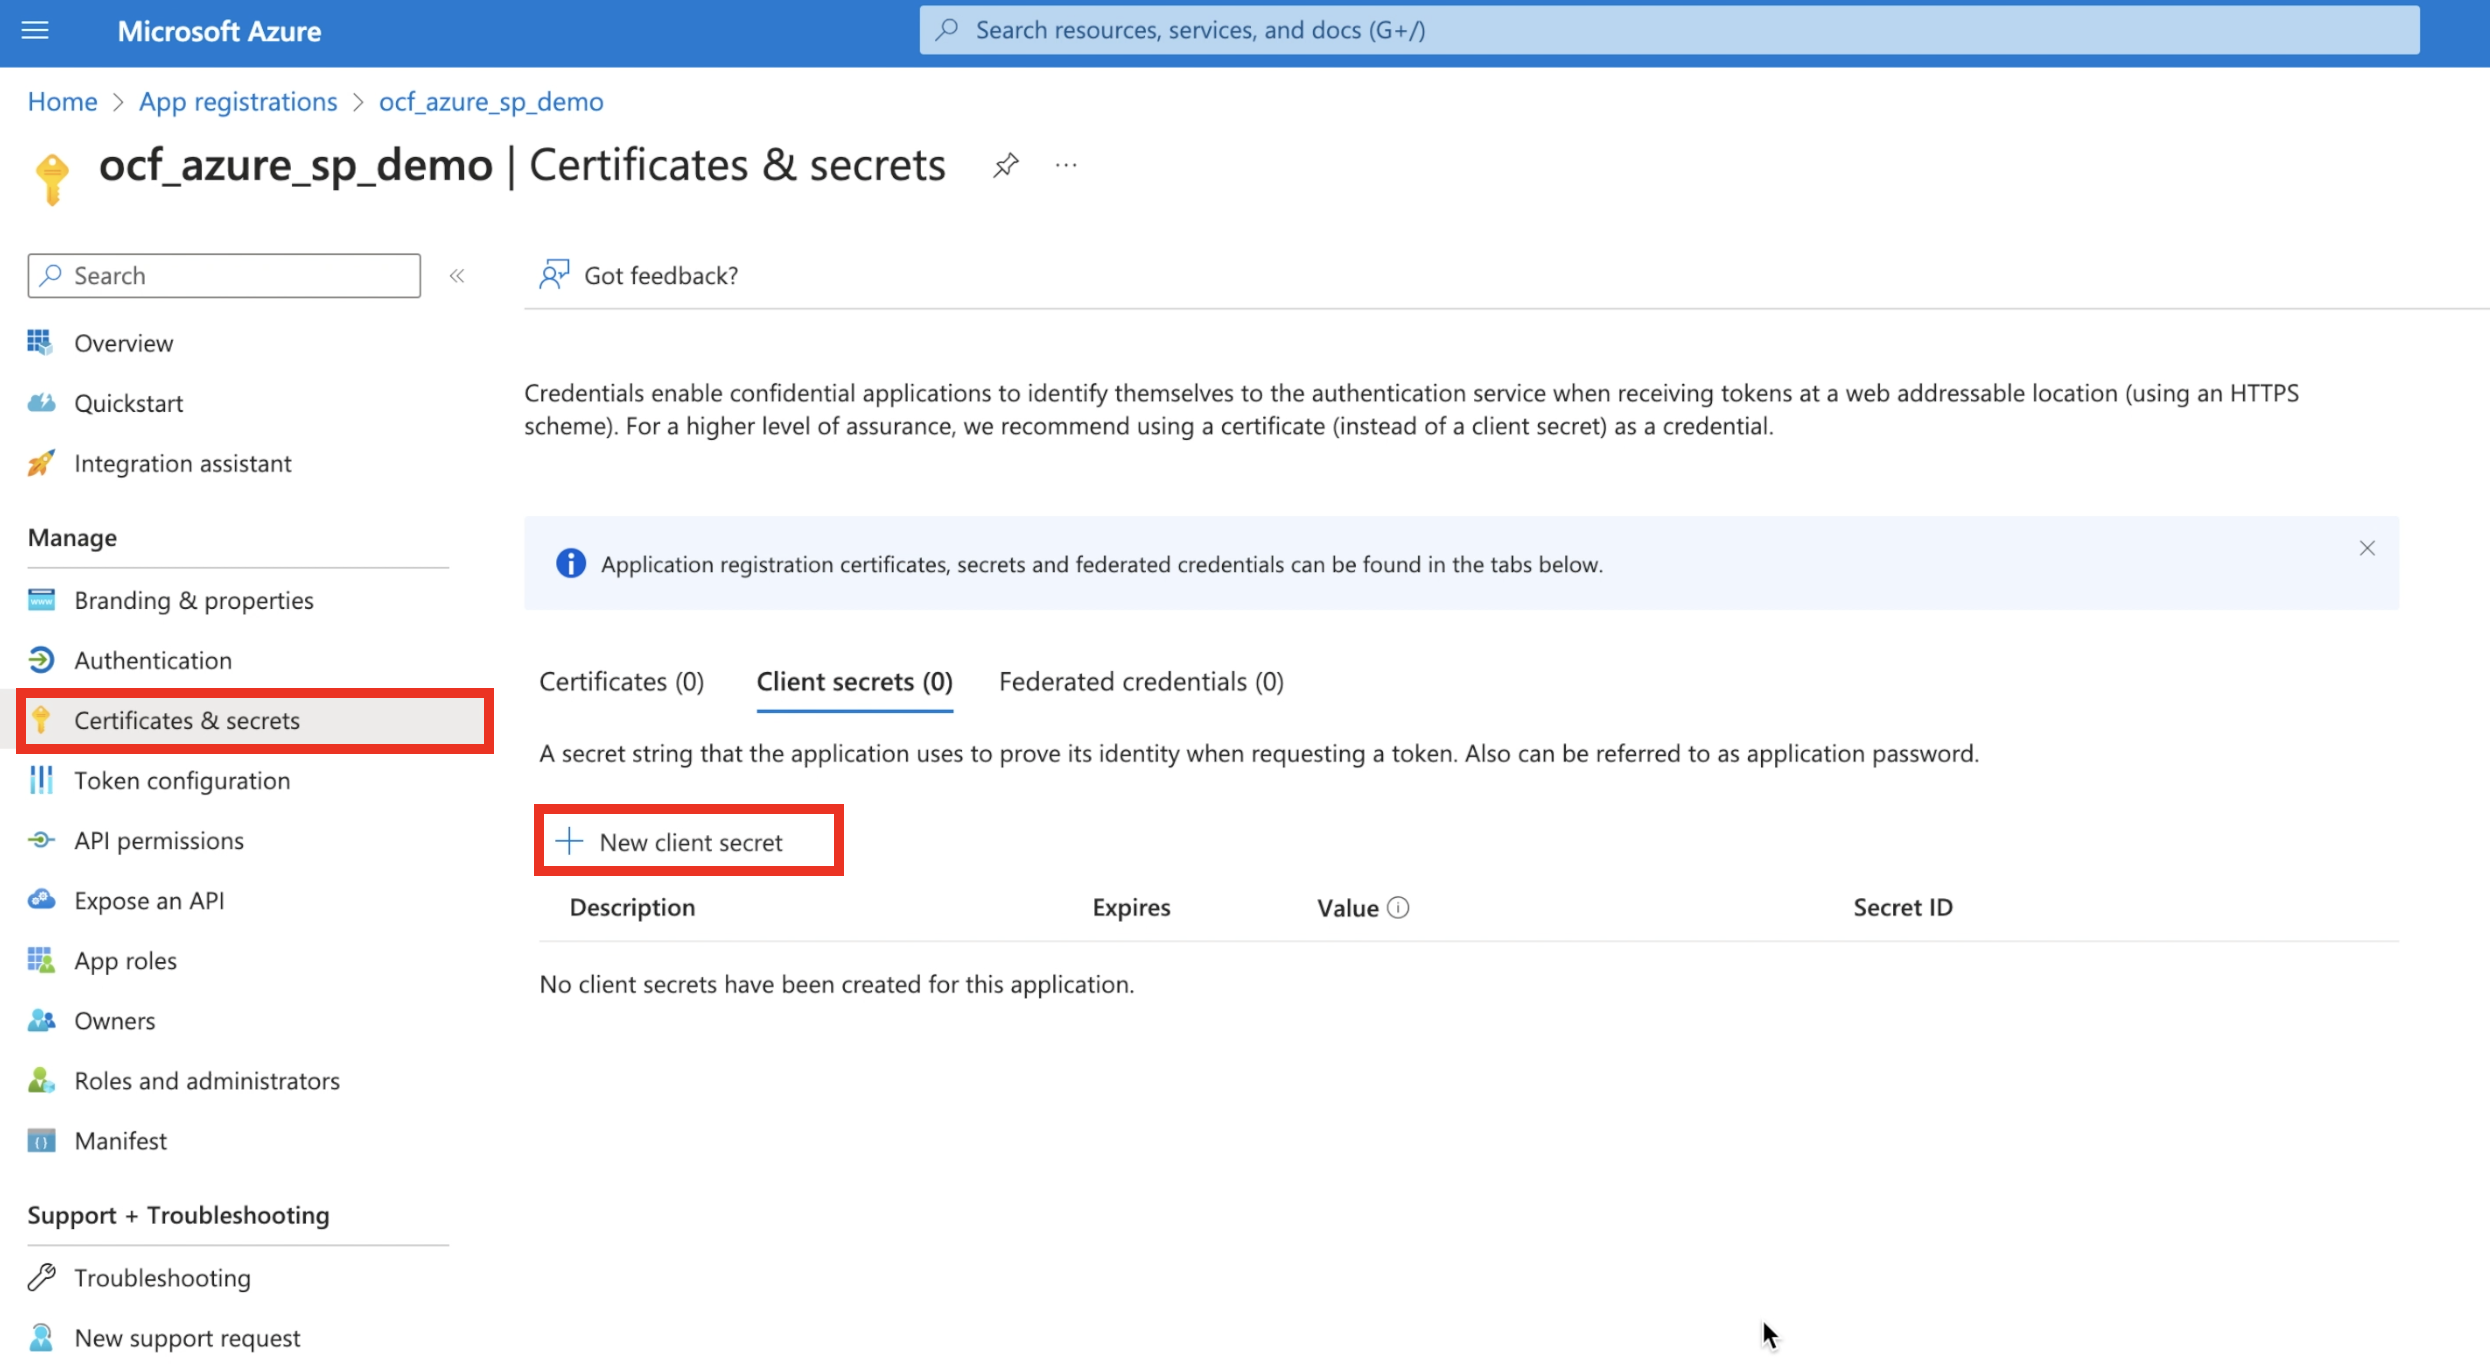 Microsoft Azure
Search resources, services, and docs (G+/)
Home > App registrations > ocf_azure_sp_demo
ocf_azure_sp_demo | Certificates & secrets
Search
Got feedback?
Overview
Quickstart
Integration assistant
Manage
Branding & properties
Authentication
Certificates & secrets
Token configuration
API permissions
Expose an API
App roles
Owners
Roles and administrators
Manifest
Support + Troubleshooting
Troubleshooting
New support request
Credentials enable confidential applications to identify themselves to the authentication service when receiving tokens at a web addressable location (using an HTTPS
scheme). For a higher level of assurance, we recommend using a certificate (instead of a client secret) as a credential.
Application registration certificates, secrets and federated credentials can be found in the tabs below.
Certificates (0) Client secrets (0) Federated credentials (0)
A secret string that the application uses to prove its identity when requesting a token. Also can be referred to as application password.
New client secret
Description Expires Value Secret ID
No client secrets have been created for this application.